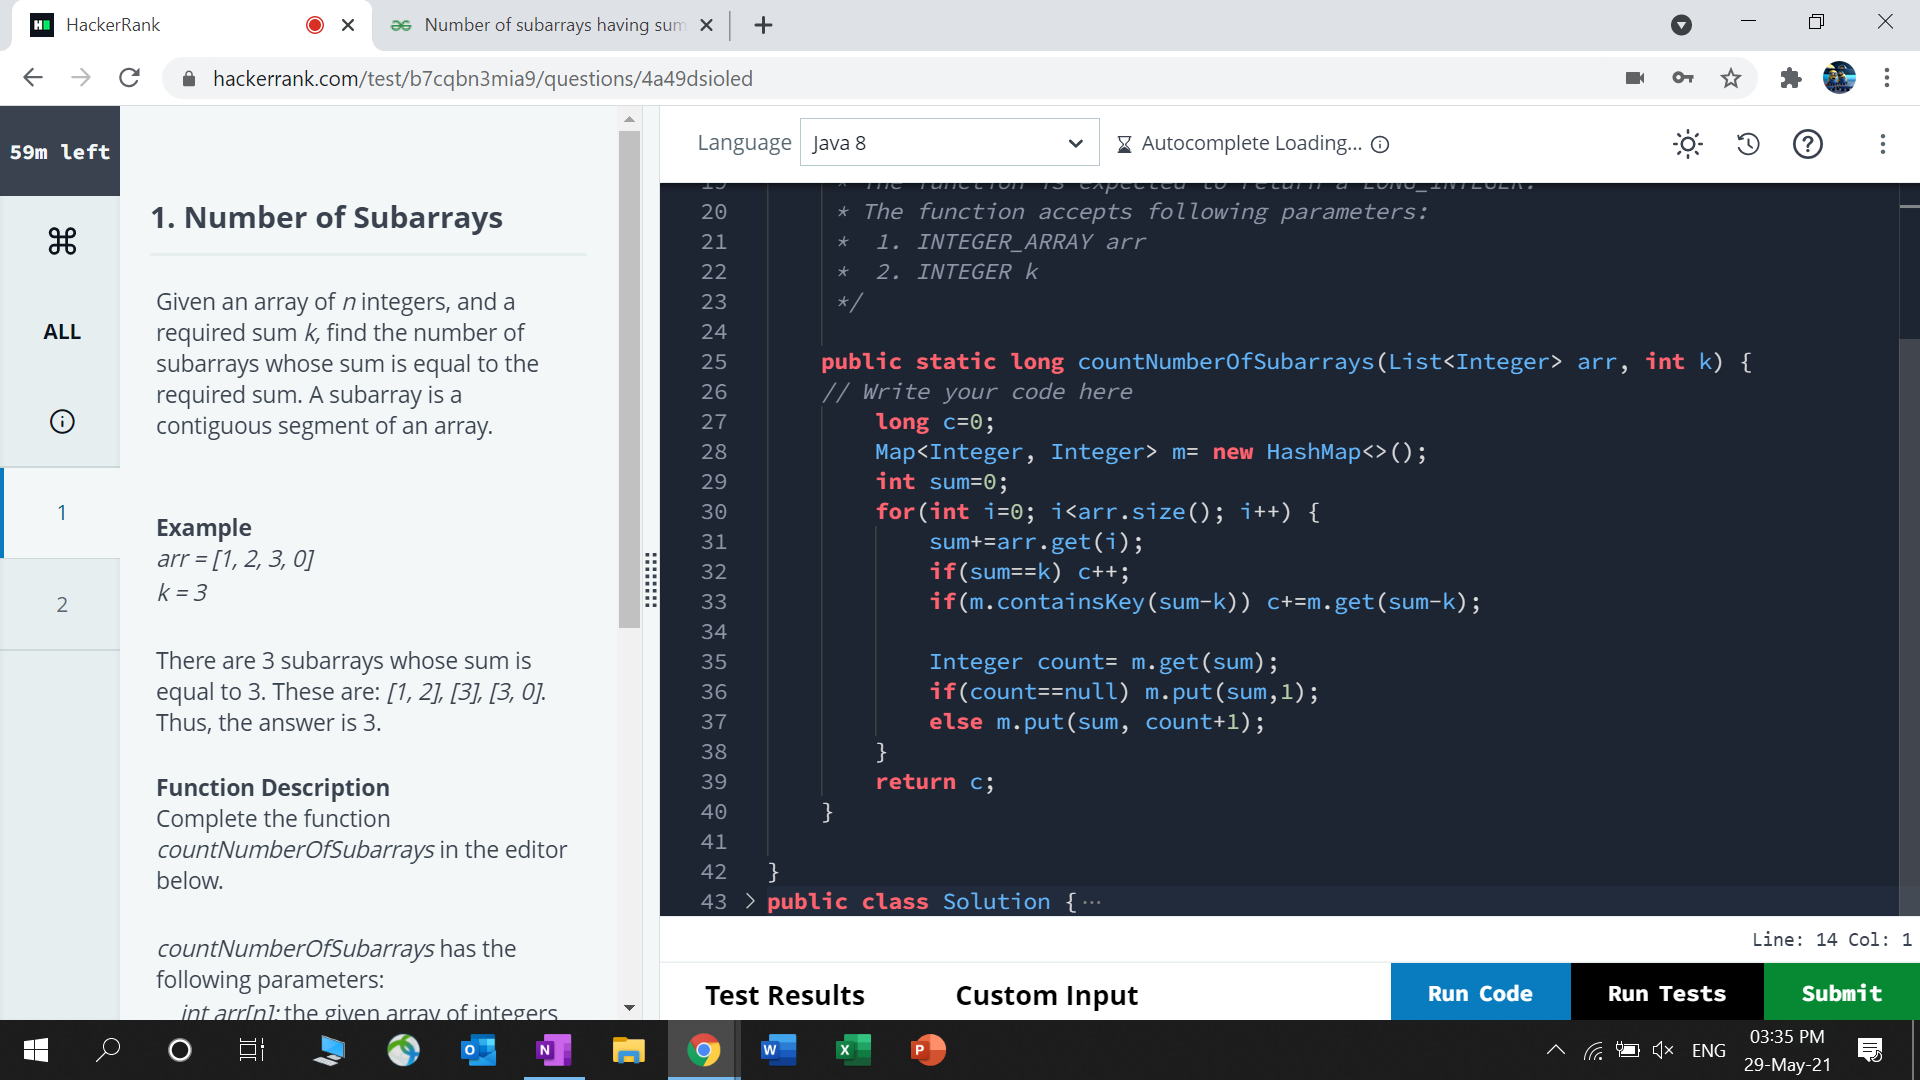 HackerRank
Number of subarrays having sum
hackerrank.com/test/b7cqbn3mia9/questions/4a49dsioled
59m left
ALL
1
2
1. Number of Subarrays
Given an array of n integers, and a
required sum k, find the number of
subarrays whose sum is equal to the
required sum. A subarray is a
contiguous segment of an array.
Example
arr = [1, 2, 3, 0]
k = 3
There are 3 subarrays whose sum is
equal to 3. These are: [1, 2], [3], [3, 0].
Thus, the answer is 3.
Function Description
Complete the function
countNumberOfSubarrays in the editor
below.
countNumberOfSubarrays has the
following parameters:
int arr[n]: the given array of integers
Language Java 8 Autocomplete Loading...
19 * The function is expected to return a LONG_INTEGER.
20 * The function accepts following parameters:
21 * 1. INTEGER_ARRAY arr
22 * 2. INTEGER k
23 */
24
25 public static long countNumberOfSubarrays(List<Integer> arr, int k) {
26 // Write your code here
27 long c=0;
28 Map<Integer, Integer> m= new HashMap<>();
29 int sum=0;
30 for(int i=0; i<arr.size(); i++) {
31 sum+=arr.get(i);
32 if(sum==k) c++;
33 if(m.containsKey(sum-k)) c+=m.get(sum-k);
34
35 Integer count= m.get(sum);
36 if(count==null) m.put(sum,1);
37 else m.put(sum, count+1);
38 }
39 return c;
40 }
41
42 }
43 > public class Solution {...
Line: 14 Col: 1
Test Results Custom Input Run Code Run Tests Submit
ENG
03:35 PM
29-May-21